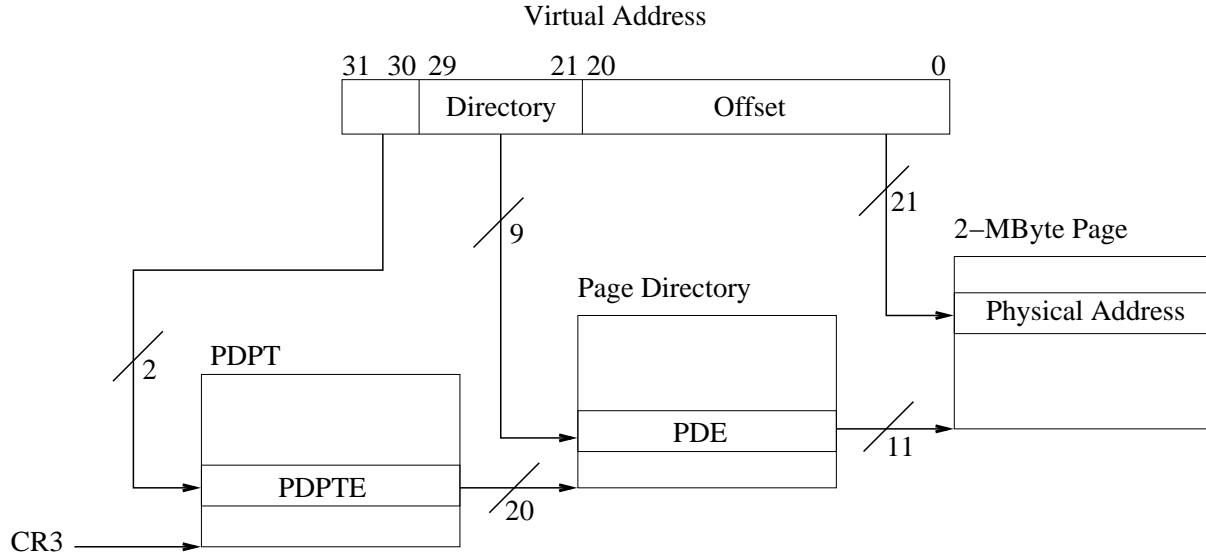 Virtual Address
31 30 29 21 20 0
Directory Offset
21
9
2−MByte Page
Page Directory
Physical Address
2
PDPT
PDE
11
PDPTE
20
CR3